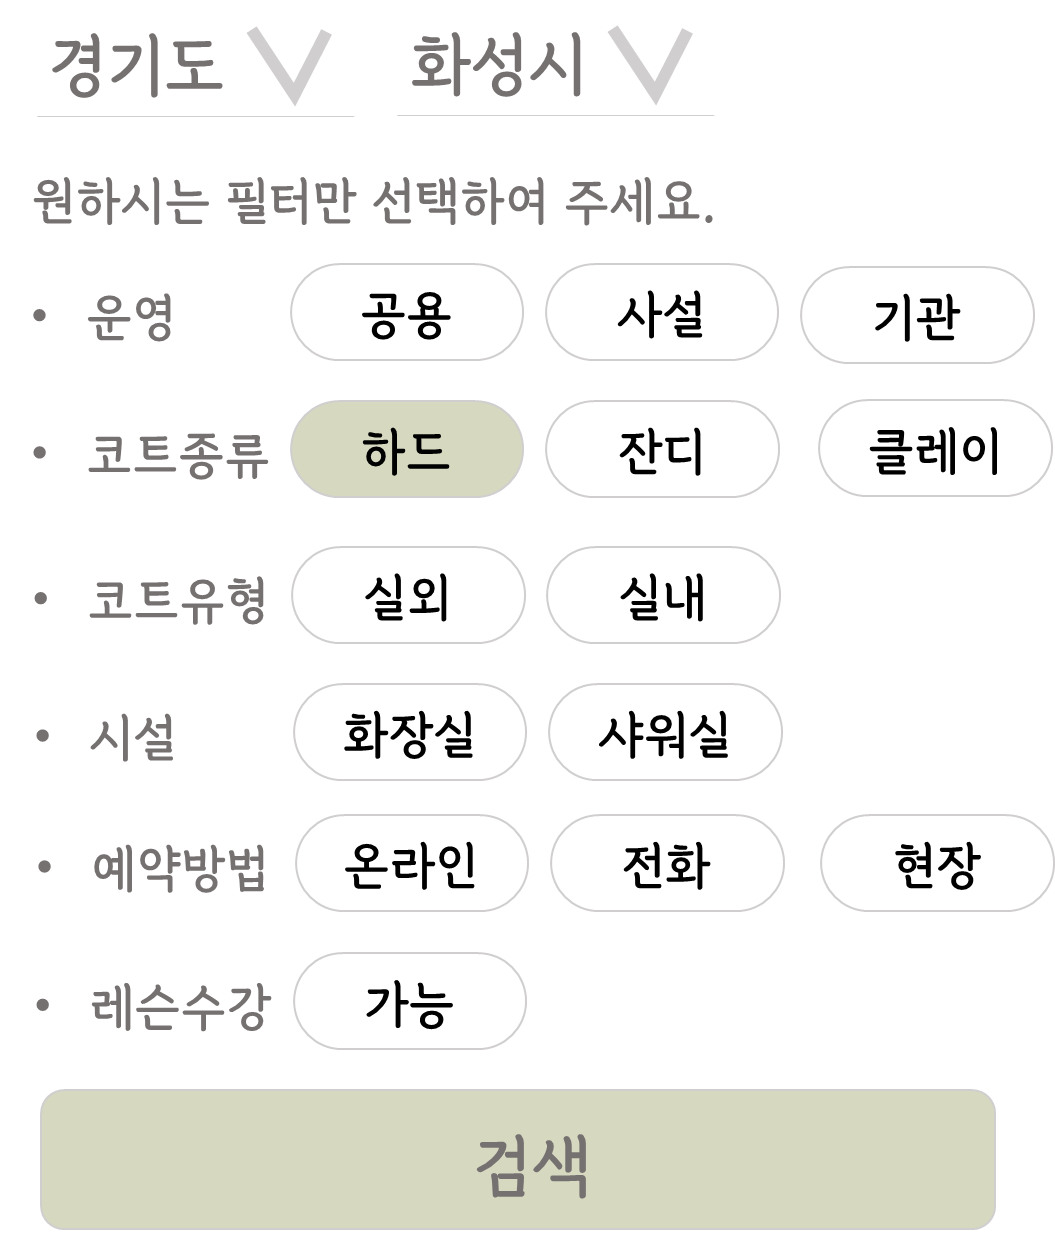 경기도 화성시
원하시는 필터만 선택하여 주세요.
• 운영 공용 사설 기관
• 코트종류 하드 잔디 클레이
• 코트유형 실외 실내
• 시설 화장실 샤워실
• 예약방법 온라인 전화 현장
• 레슨수강 가능
검색